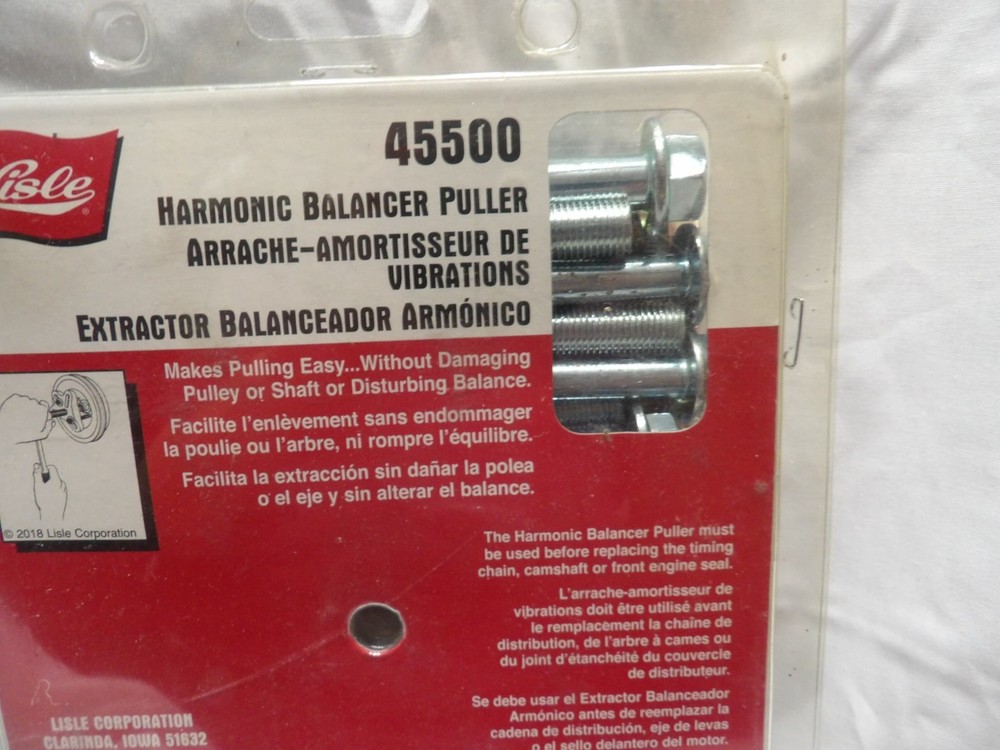 Lisle
®
45500
HARMONIC BALANCER PULLER
ARRACHE-AMORTISSEUR DE
VIBRATIONS
EXTRACTOR BALANCEADOR ARMÓNICO
Makes Pulling Easy...Without Damaging
Pulley or Shaft or Disturbing Balance.
Facilite l'enlèvement sans endommager
la poulie ou l'arbre, ni rompre l'équilibre.
Facilita la extracción sin dañar la polea
o el eje y sin alterar el balance.
© 2018 Lisle Corporation
The Harmonic Balancer Puller must
be used before replacing the timing
chain, camshaft or front engine seal.
L'arrache-amortisseur de
vibrations doit être utilisé avant
le remplacement la chaîne de
distribution, de l'arbre à cames ou
du joint d'étanchéité du couvercle
de distributeur.
Se debe usar el Extractor Balanceador
Armónico antes de reemplazar la
cadena de distribución, eje de levas
o el sello delantero del motor.
LISLE CORPORATION
CLARINDA, IOWA 51632